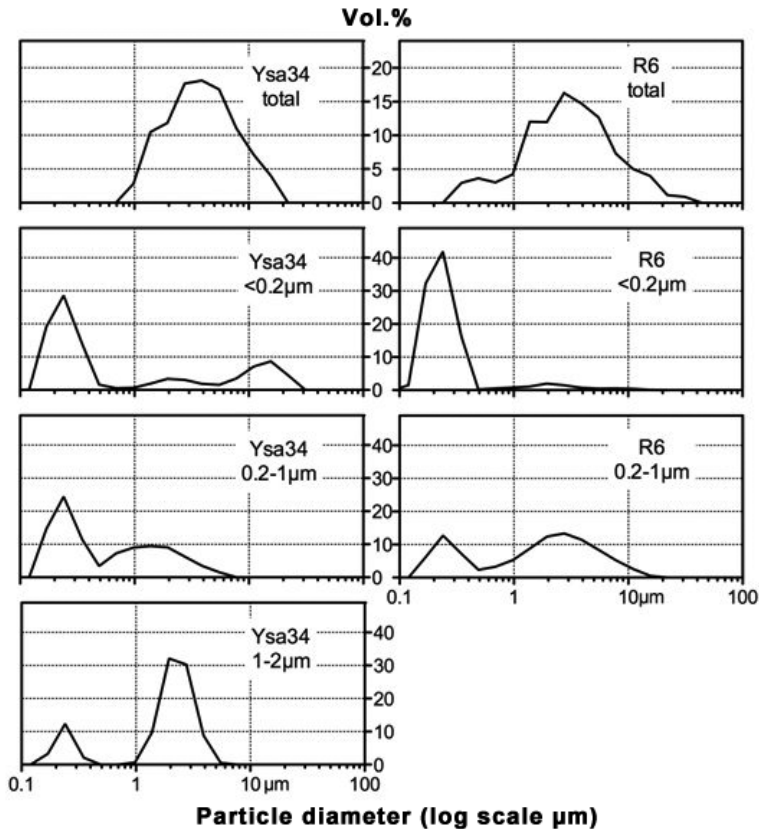 Vol.%
Ysa34
total
20
15
10
5
0
R6
total
Ysa34
<0.2µm
40
30
20
10
0
R6
<0.2µm
Ysa34
0.2-1µm
40
30
20
10
0
R6
0.2-1µm
0.1 1 10µm 100
Ysa34
1-2µm
40
30
20
10
0
0.1 1 10µm 100
Particle diameter (log scale µm)